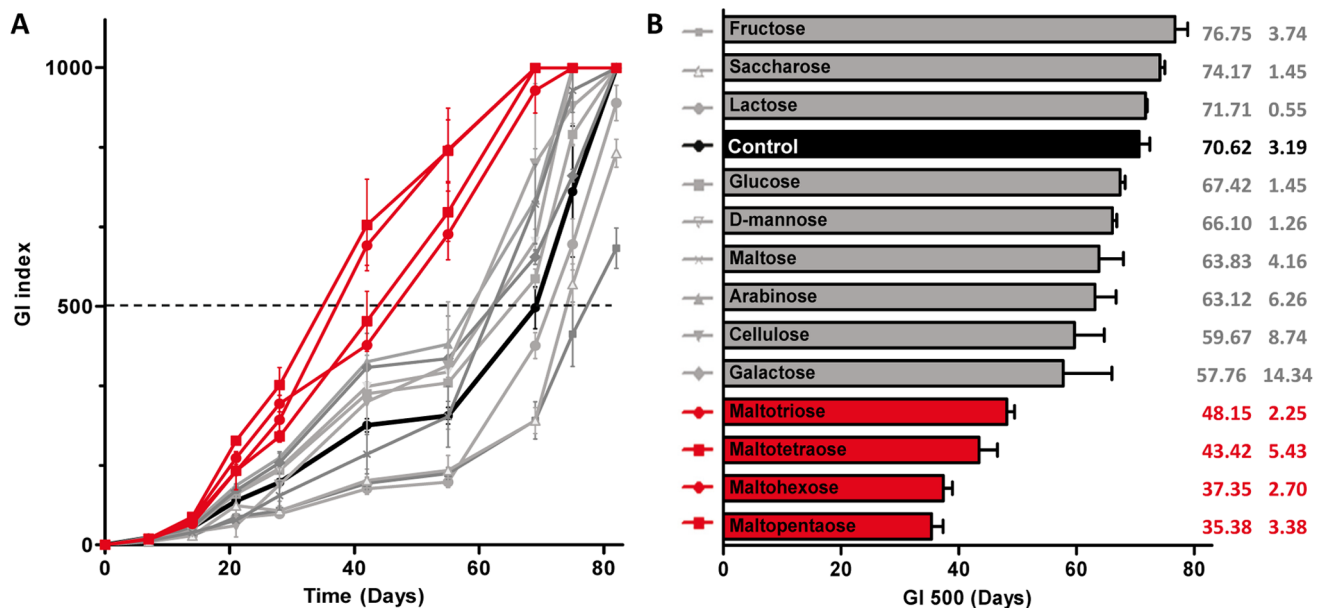 A
GI index
1000
500
0
0 20 40 60 80
Time (Days)
B
Fructose 76.75 3.74
Saccharose 74.17 1.45
Lactose 71.71 0.55
Control 70.62 3.19
Glucose 67.42 1.45
D-mannose 66.10 1.26
Maltose 63.83 4.16
Arabinose 63.12 6.26
Cellulose 59.67 8.74
Galactose 57.76 14.34
Maltotriose 48.15 2.25
Maltotetraose 43.42 5.43
Maltohexose 37.35 2.70
Maltopentaose 35.38 3.38
0 20 40 60 80
GI 500 (Days)